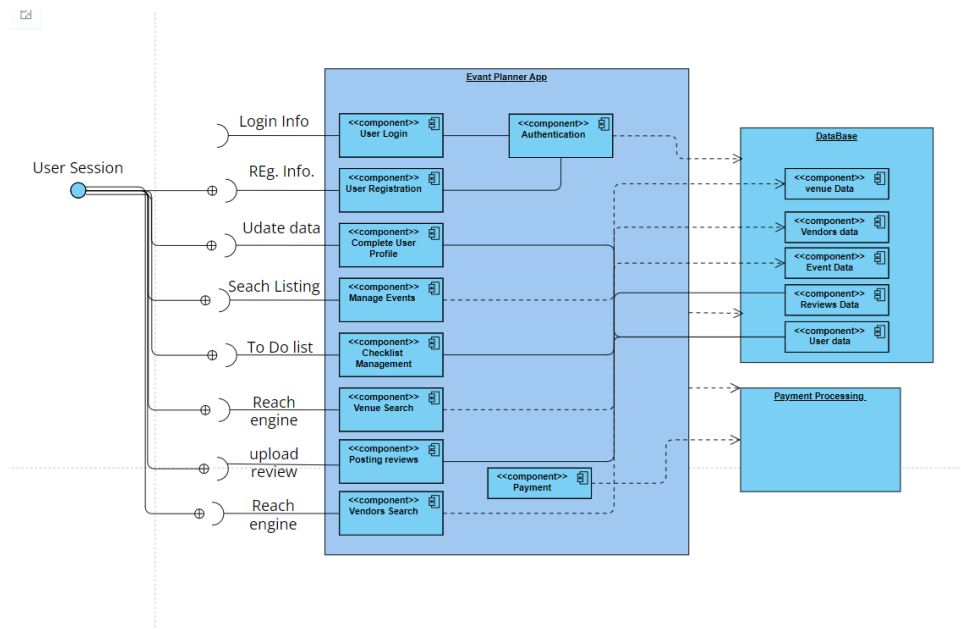 Evant Planner App
Login Info
<<component>>
User Login
<<component>>
Authentication
DataBase
User Session
REg. Info.
<<component>>
User Registration
<<component>>
venue Data
Udate data
<<component>>
Complete User
Profile
<<component>>
Vendors data
<<component>>
Event Data
Seach Listing
<<component>>
Manage Events
<<component>>
Reviews Data
To Do list
<<component>>
Checklist
Management
<<component>>
User data
Reach
engine
<<component>>
Venue Search
Payment Processing
upload
review
<<component>>
Posting reviews
<<component>>
Payment
Reach
engine
<<component>>
Vendors Search